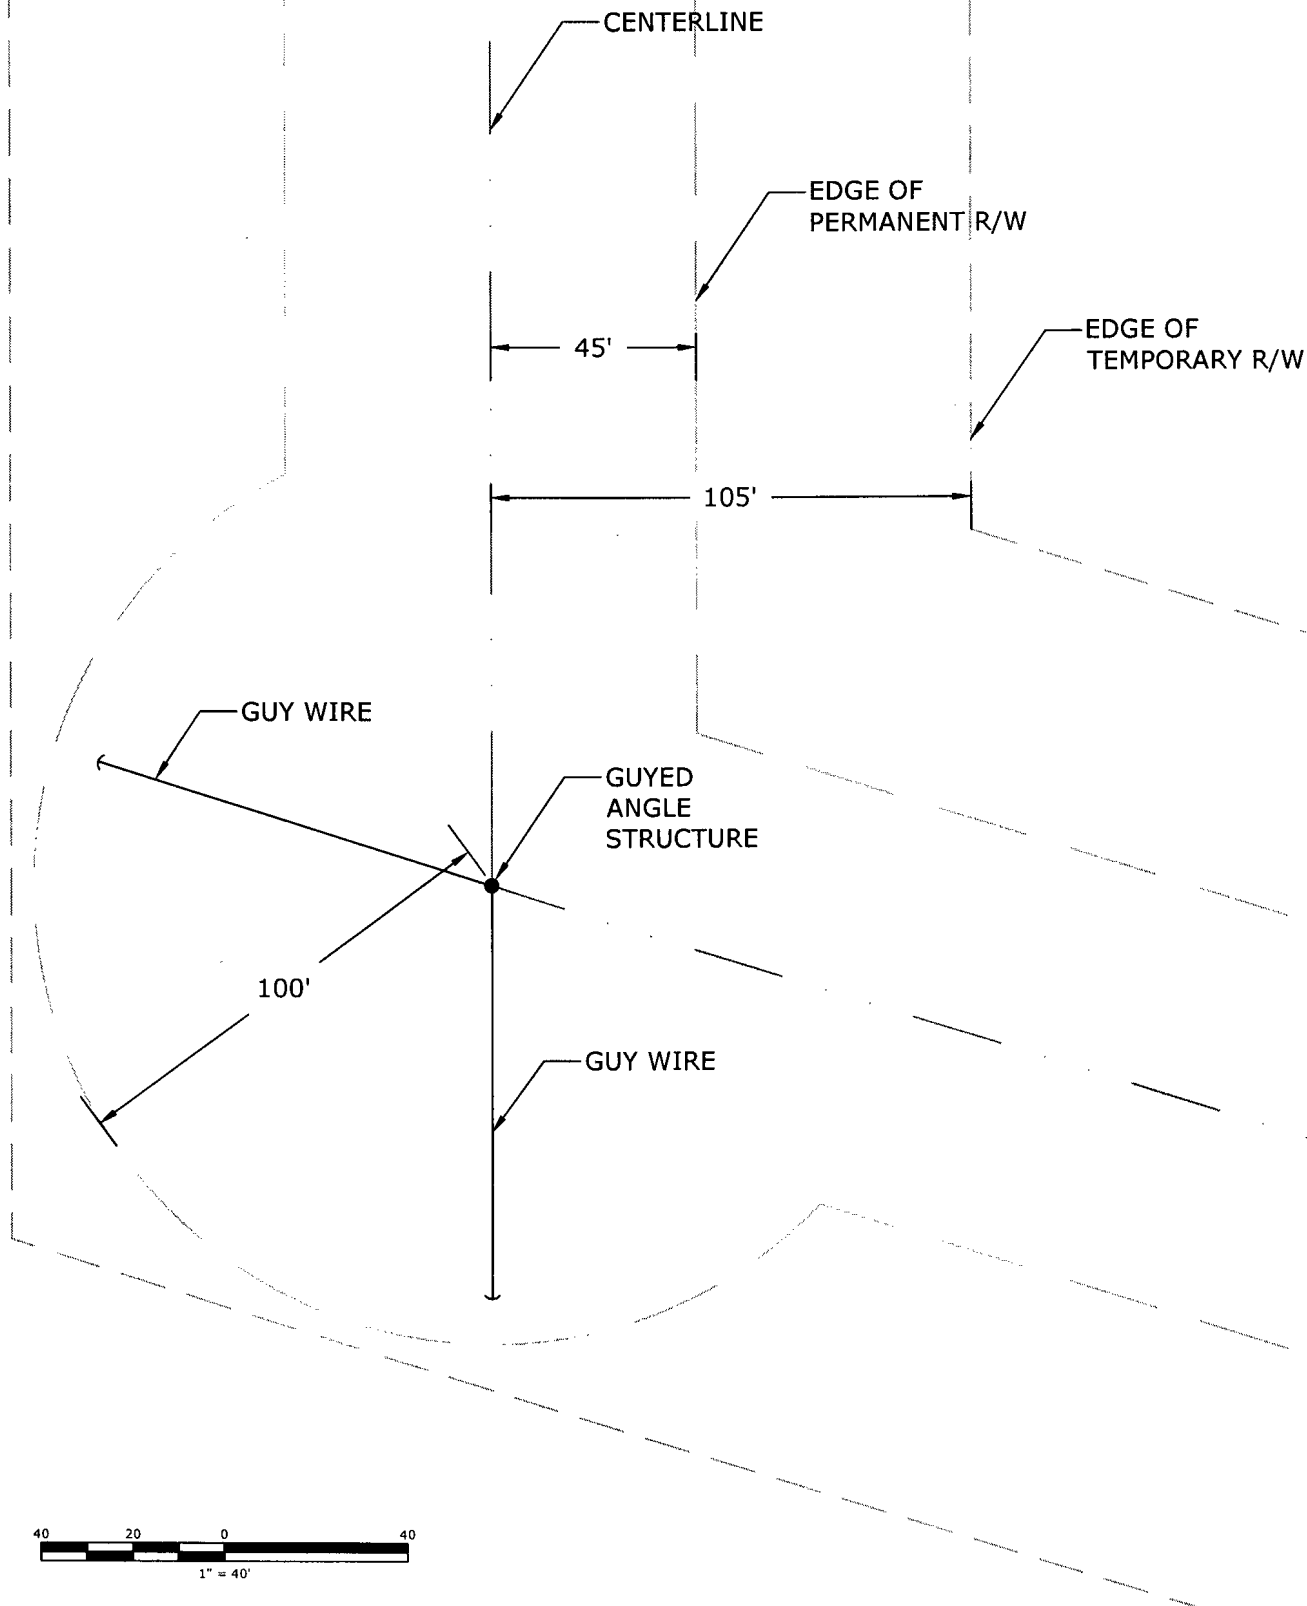 CENTERLINE
EDGE OF
PERMANENT R/W
EDGE OF
TEMPORARY R/W
45'
105'
GUY WIRE
GUYED
ANGLE
STRUCTURE
100'
GUY WIRE
40 20 0 40
1" = 40'